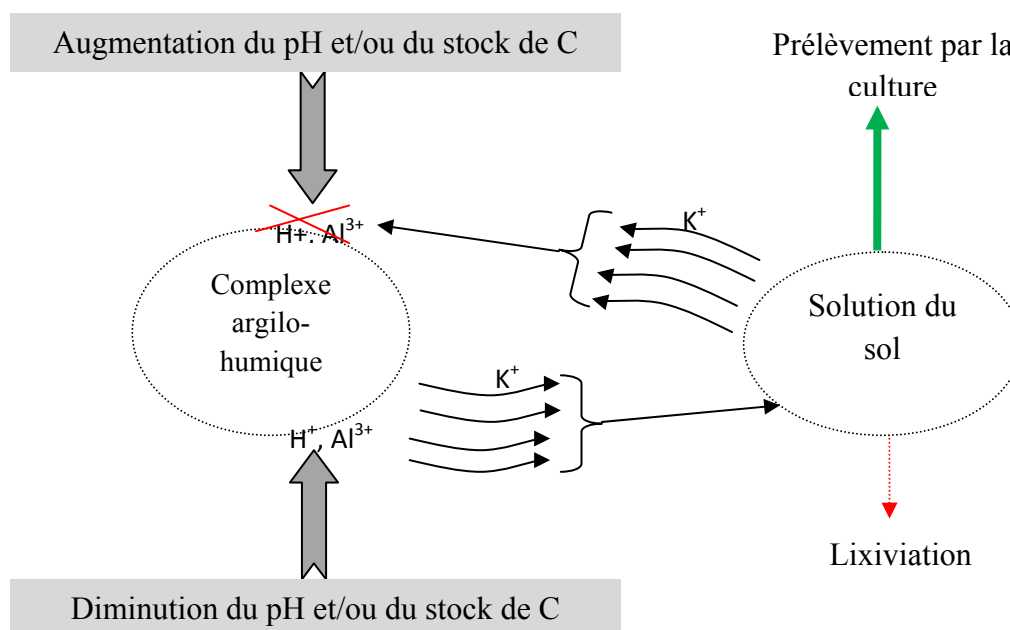 Augmentation du pH et/ou du stock de C
Prélèvement par la
culture
H+. Al³⁺
K⁺
Complexe
argilo-
humique
Solution du
sol
K⁺
H⁺, Al³⁺
Lixiviation
Diminution du pH et/ou du stock de C